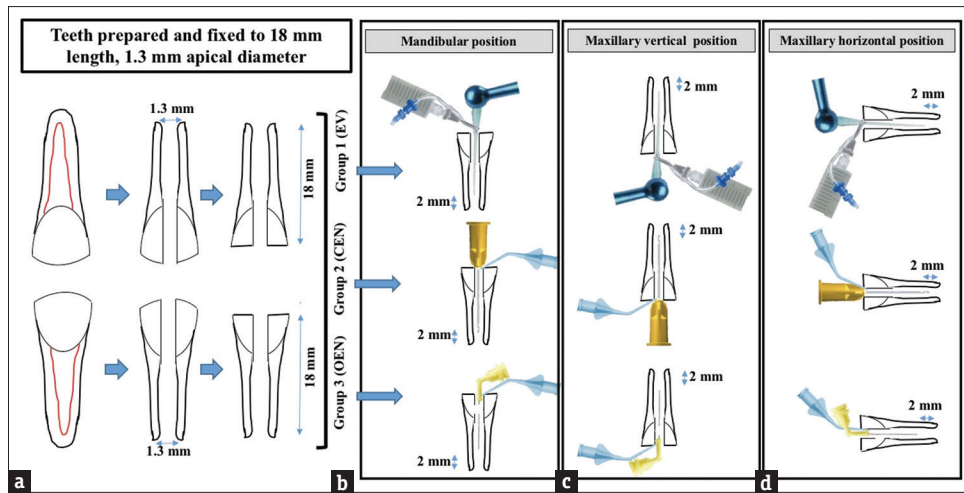 Teeth prepared and fixed to 18 mm
length, 1.3 mm apical diameter
1.3 mm
18 mm
18 mm
1.3 mm
Group 1 (EV)
Group 2 (CEN)
Group 3 (OEN)
a
Mandibular position
2 mm
2 mm
2 mm
b
Maxillary vertical position
2 mm
2 mm
2 mm
c
Maxillary horizontal position
2 mm
2 mm
2 mm
d